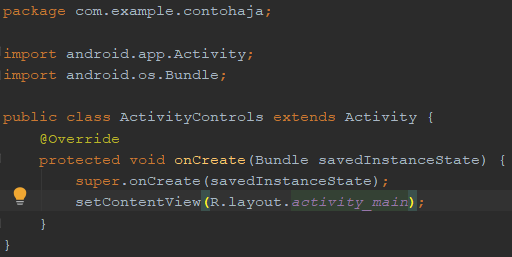 package com.example.contohaja;
import android.app.Activity;
import android.os.Bundle;
public class ActivityControls extends Activity {
@Override
protected void onCreate(Bundle savedInstanceState) {
super.onCreate(savedInstanceState);
setContentView(R.layout.activity_main);
}
}